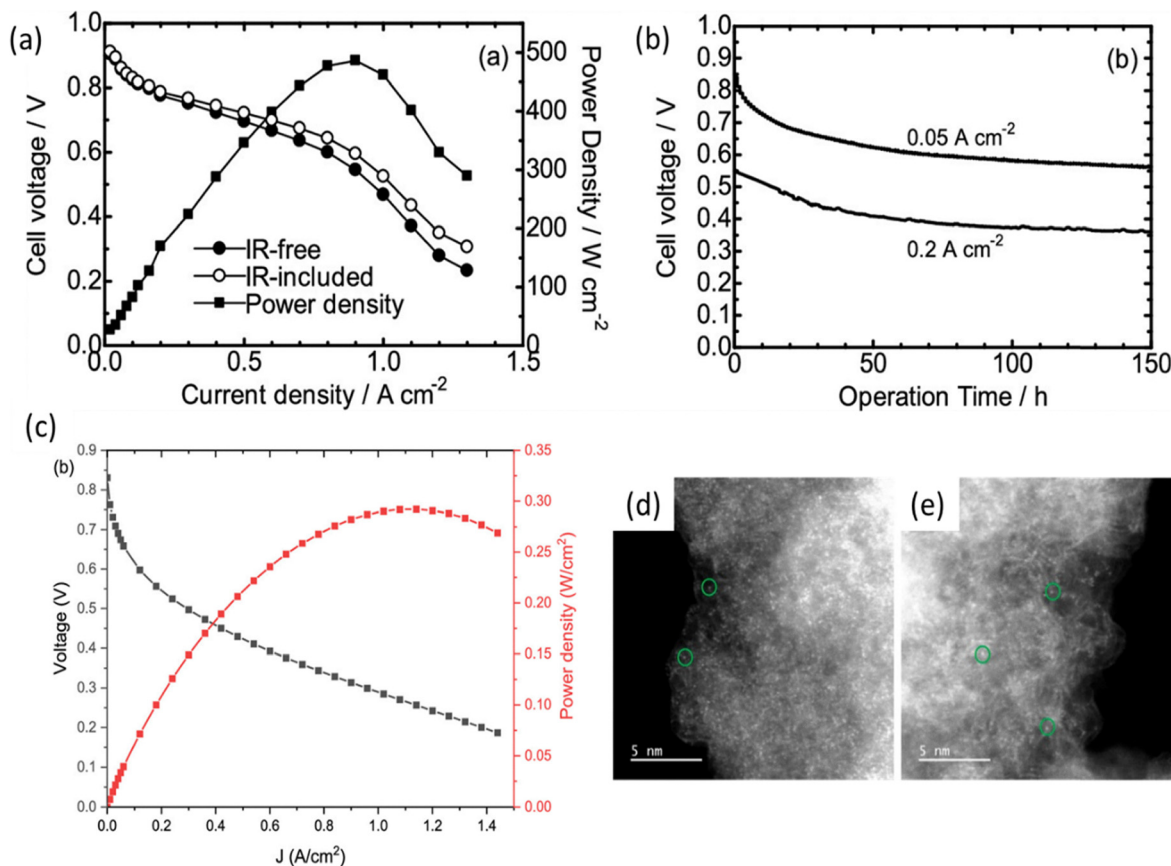 (a)
(a)
1.0
0.8
0.6
0.4
0.2
0.0
Cell voltage / V
500
400
300
200
100
0
Power Density / W cm⁻²
IR-free
IR-included
Power density
0.0 0.5 1.0 1.5
Current density / A cm⁻²
(b)
(b)
1.0
0.9
0.8
0.7
0.6
0.5
0.4
0.3
0.2
0.1
0.0
Cell voltage / V
0.05 A cm⁻²
0.2 A cm⁻²
0 50 100 150
Operation Time / h
(c)
(b)
0.9
0.8
0.7
0.6
0.5
0.4
0.3
0.2
0.1
0.0
Voltage (V)
0.35
0.30
0.25
0.20
0.15
0.10
0.05
0.00
Power density (W/cm²)
0.0 0.2 0.4 0.6 0.8 1.0 1.2 1.4
J (A/cm²)
(d)
5 nm
(e)
5 nm